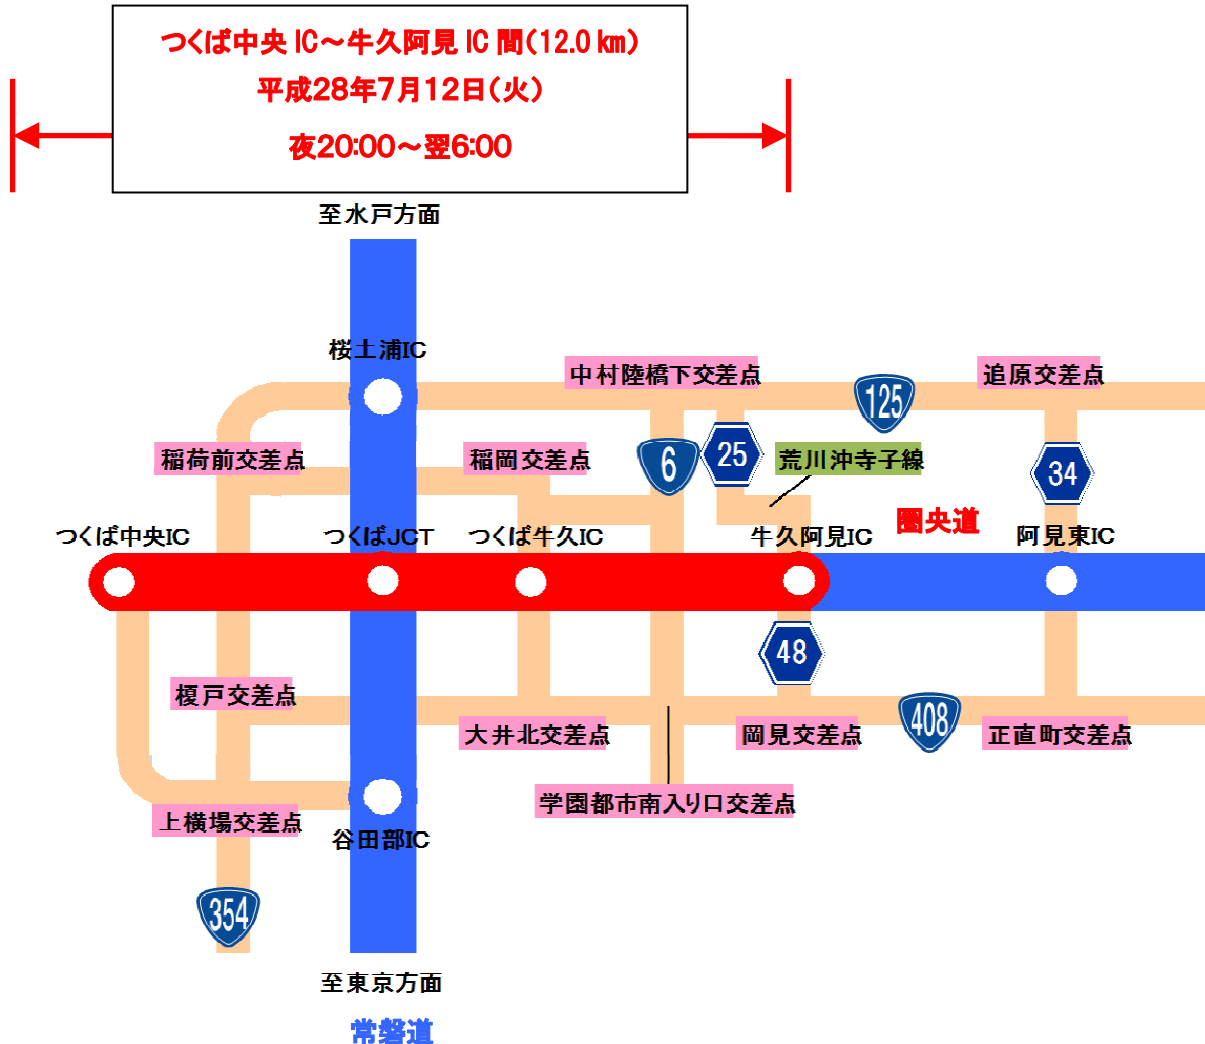 つくば中央IC～牛久阿見IC間（12.0km）
平成28年7月12日（火）
夜20:00～翌6:00
至水戸方面
桜土浦IC
中村陸橋下交差点
追原交差点
125
稲荷前交差点
稲岡交差点
6
25
荒川沖寺子線
34
圏央道
つくば中央IC
つくばJCT
つくば牛久IC
牛久阿見IC
阿見東IC
48
榎戸交差点
大井北交差点
岡見交差点
408
正直町交差点
学園都市南入り口交差点
上横場交差点
谷田部IC
354
至東京方面
常磐道